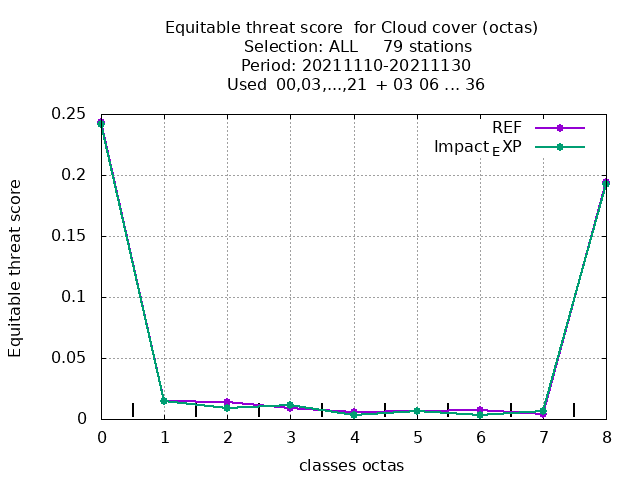 Equitable threat score  for Cloud cover (octas)
Selection: ALL     79 stations
Period: 20211110-20211130
Used  00,03,...,21  + 03 06 ... 36
REF
Impact_EXP
0.25
0.2
0.15
0.1
0.05
0
Equitable threat score
0 1 2 3 4 5 6 7 8
classes octas